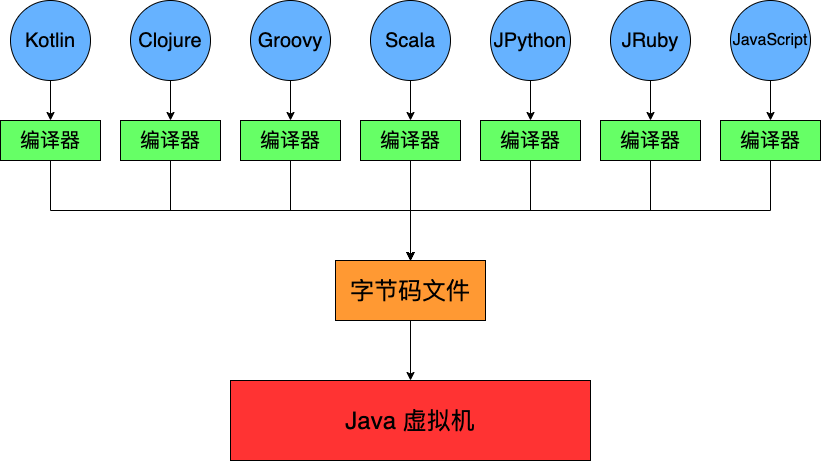 Kotlin
Clojure
Groovy
Scala
JPython
JRuby
JavaScript
编译器
编译器
编译器
编译器
编译器
编译器
编译器
字节码文件
Java 虚拟机